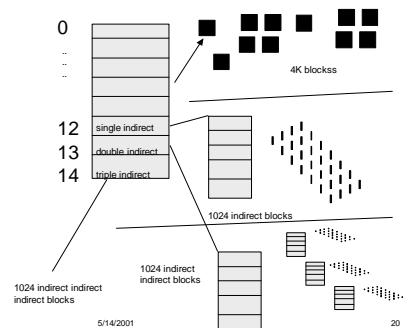 0
..
..
..
4K blockss
12 single indirect
13 double indirect
14 triple indirect
1024 indirect blocks
1024 indirect
indirect blocks
1024 indirect indirect
indirect blocks
5/14/2001
20